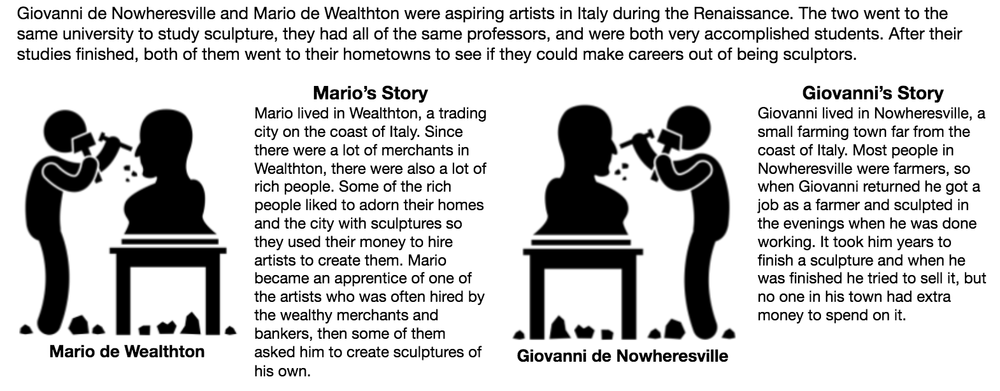 Giovanni de Nowheresville and Mario de Wealthton were aspiring artists in Italy during the Renaissance. The two went to the
same university to study sculpture, they had all of the same professors, and were both very accomplished students. After their
studies finished, both of them went to their hometowns to see if they could make careers out of being sculptors.
Mario’s Story
Mario lived in Wealthton, a trading
city on the coast of Italy. Since
there were a lot of merchants in
Wealthton, there were also a lot of
rich people. Some of the rich
people liked to adorn their homes
and the city with sculptures so
they used their money to hire
artists to create them. Mario
became an apprentice of one of
the artists who was often hired by
the wealthy merchants and
bankers, then some of them
asked him to create sculptures of
his own.
Mario de Wealthton
Giovanni’s Story
Giovanni lived in Nowheresville, a
small farming town far from the
coast of Italy. Most people in
Nowheresville were farmers, so
when Giovanni returned he got a
job as a farmer and sculpted in
the evenings when he was done
working. It took him years to
finish a sculpture and when he
was finished he tried to sell it, but
no one in his town had extra
money to spend on it.
Giovanni de Nowheresville